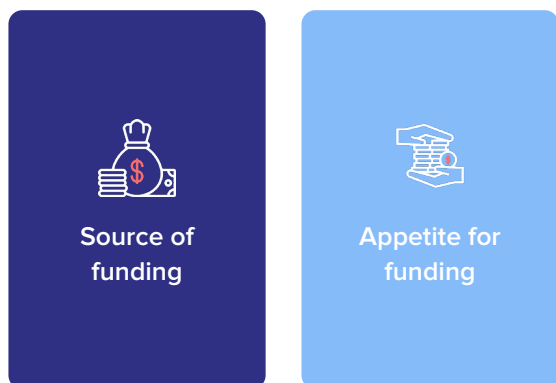 $
Source of
funding
$
Appetite for
funding